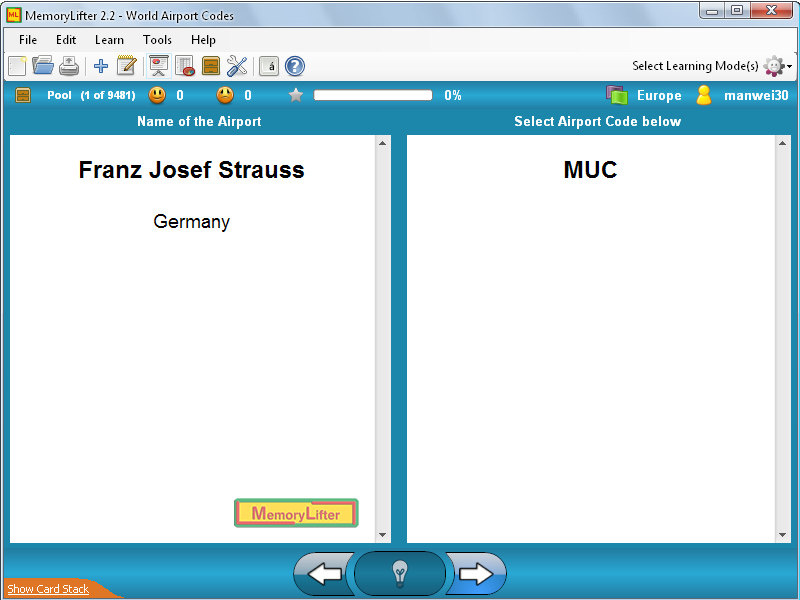 MemoryLifter 2.2 - World Airport Codes
File Edit Learn Tools Help
á ? Select Learning Mode(s)
Pool (1 of 9481) 0 0 0% Europe manwei30
Name of the Airport Select Airport Code below
Franz Josef Strauss MUC
Germany
MemoryLifter
Show Card Stack